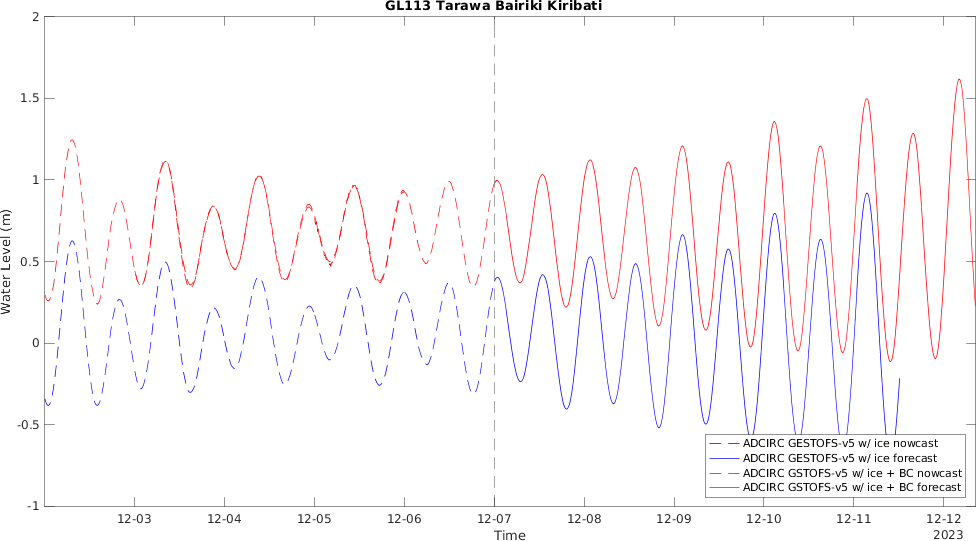 GL113 Tarawa Bairiki Kiribati
2
1.5
1
0.5
0
-0.5
-1
Water Level (m)
ADCIRC GESTOFS-v5 w/ ice nowcast
ADCIRC GESTOFS-v5 w/ ice forecast
ADCIRC GSTOFS-v5 w/ ice + BC nowcast
ADCIRC GSTOFS-v5 w/ ice + BC forecast
12-03 12-04 12-05 12-06 12-07 12-08 12-09 12-10 12-11 12-12
Time
2023